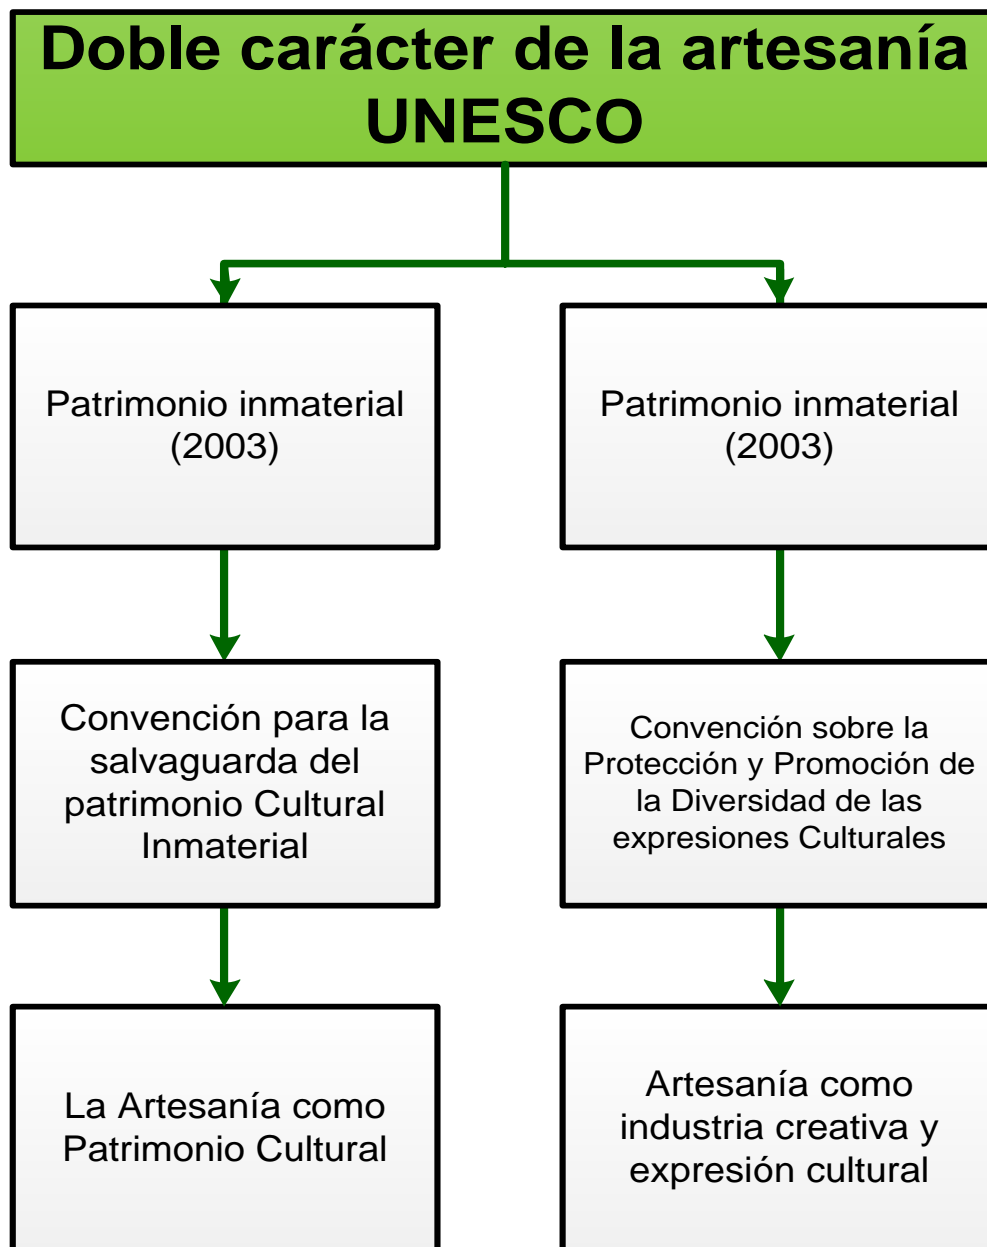 Doble carácter de la artesanía
UNESCO
Patrimonio inmaterial
(2003)
Patrimonio inmaterial
(2003)
Convención para la
salvaguarda del
patrimonio Cultural
Inmaterial
Convención sobre la
Protección y Promoción de
la Diversidad de las
expresiones Culturales
La Artesanía como
Patrimonio Cultural
Artesanía como
industria creativa y
expresión cultural